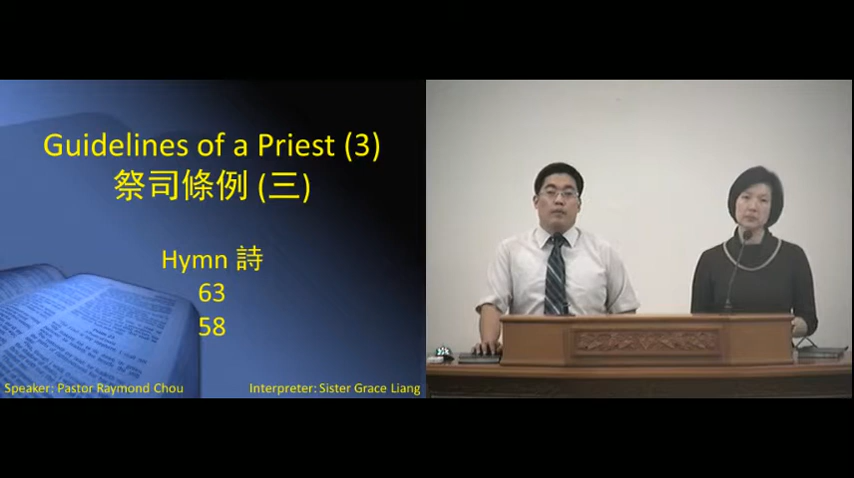 Guidelines of a Priest (3)
祭司條例 (三)
Hymn 詩
63
58
Speaker: Pastor Raymond Chou
Interpreter: Sister Grace Liang